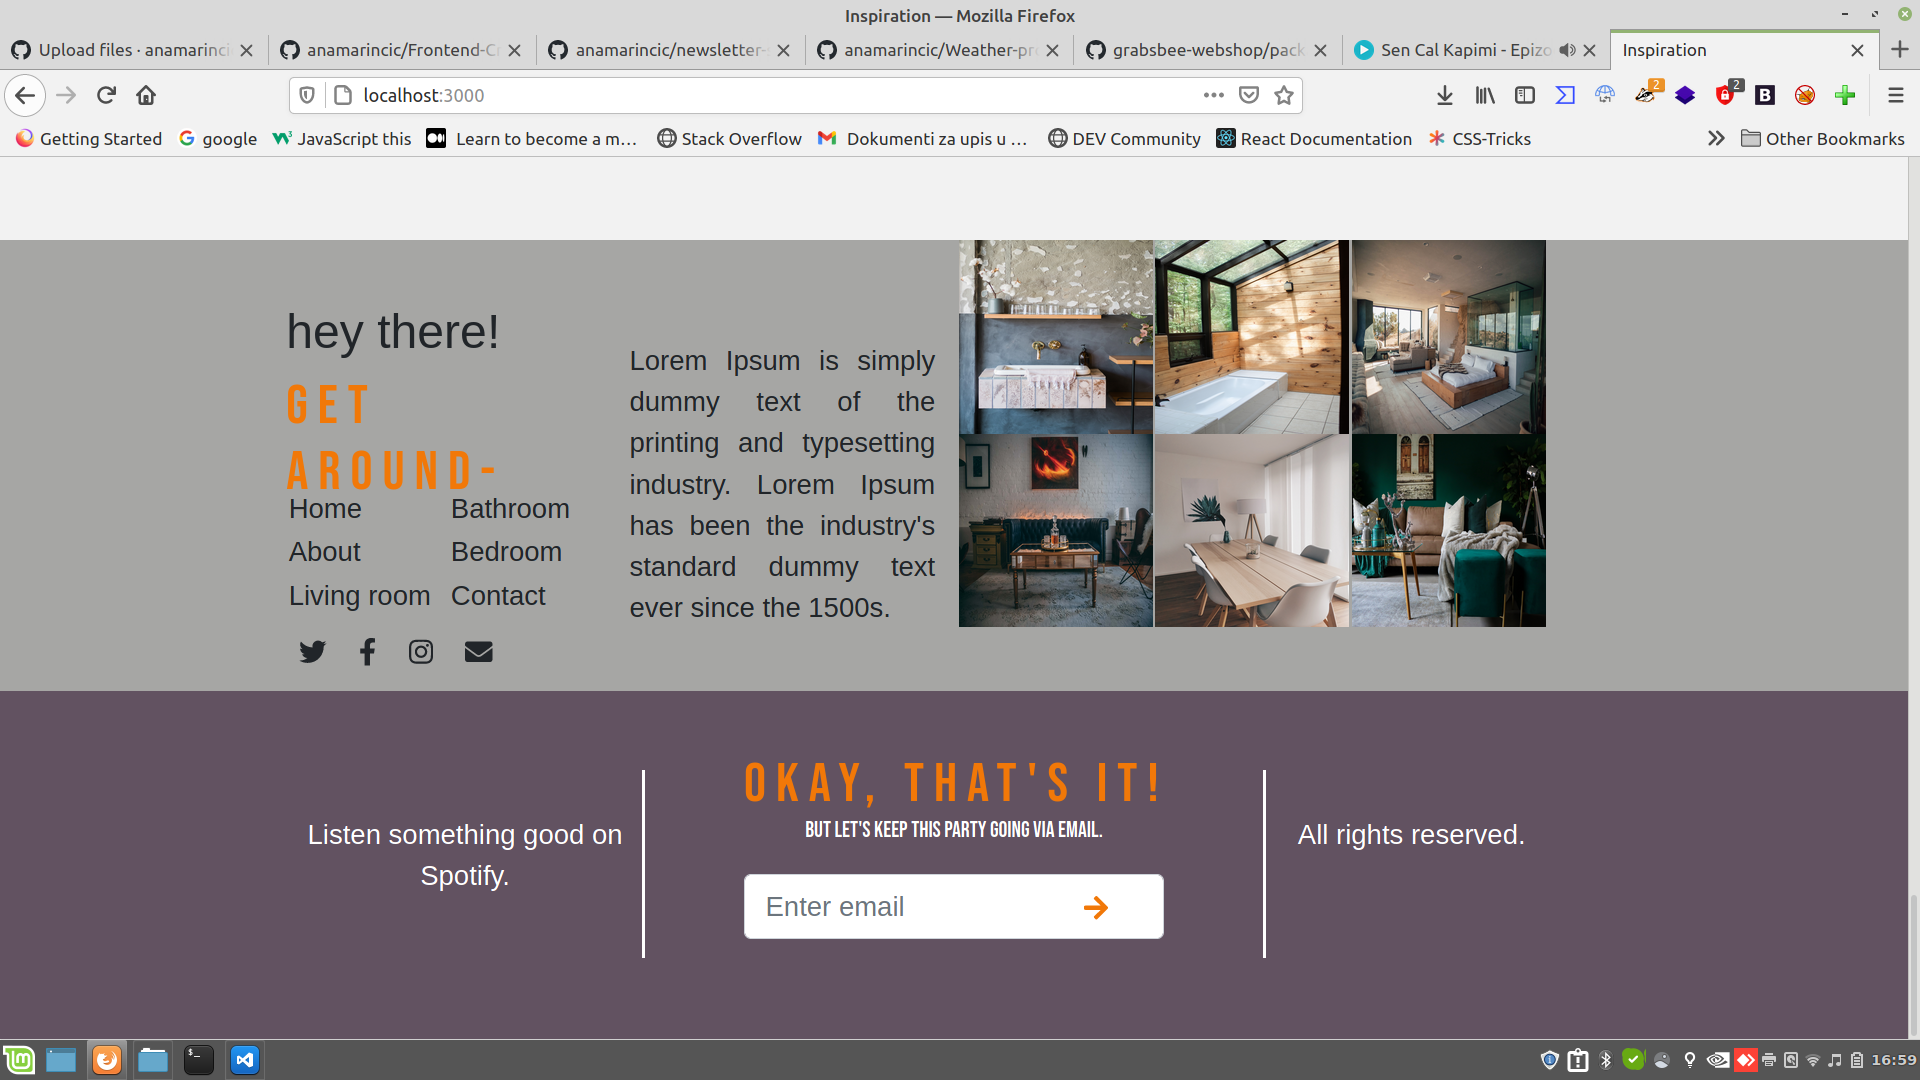 Inspiration — Mozilla Firefox
Upload files · anamarinci
anamarincic/Frontend-C
anamarincic/newsletter-
anamarincic/Weather-pr
grabsbee-webshop/pack
Sen Cal Kapimi - Epizo
Inspiration
localhost:3000
2
2
B
Getting Started
google
JavaScript this
Learn to become a m...
Stack Overflow
Dokumenti za upis u ...
DEV Community
React Documentation
CSS-Tricks
Other Bookmarks
hey there!
GET
AROUND-
Home Bathroom
About Bedroom
Living room Contact
Lorem Ipsum is simply
dummy text of the
printing and typesetting
industry. Lorem Ipsum
has been the industry's
standard dummy text
ever since the 1500s.
Listen something good on
Spotify.
OKAY, THAT'S IT!
BUT LET'S KEEP THIS PARTY GOING VIA EMAIL.
Enter email
All rights reserved.
16:59